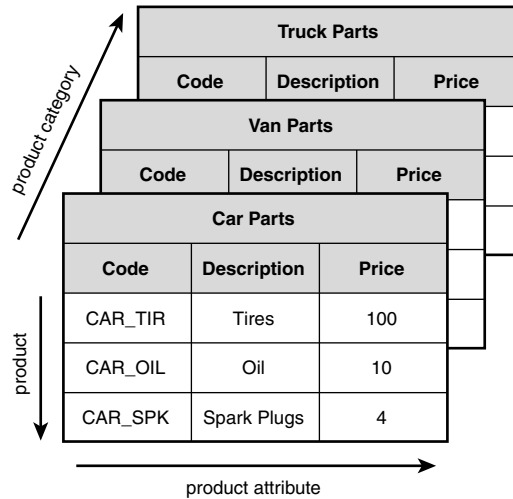 Truck Parts
Code Description Price
Van Parts
Code Description Price
Car Parts
Code Description Price
CAR_TIR Tires 100
CAR_OIL Oil 10
CAR_SPK Spark Plugs 4
product category
product
product attribute